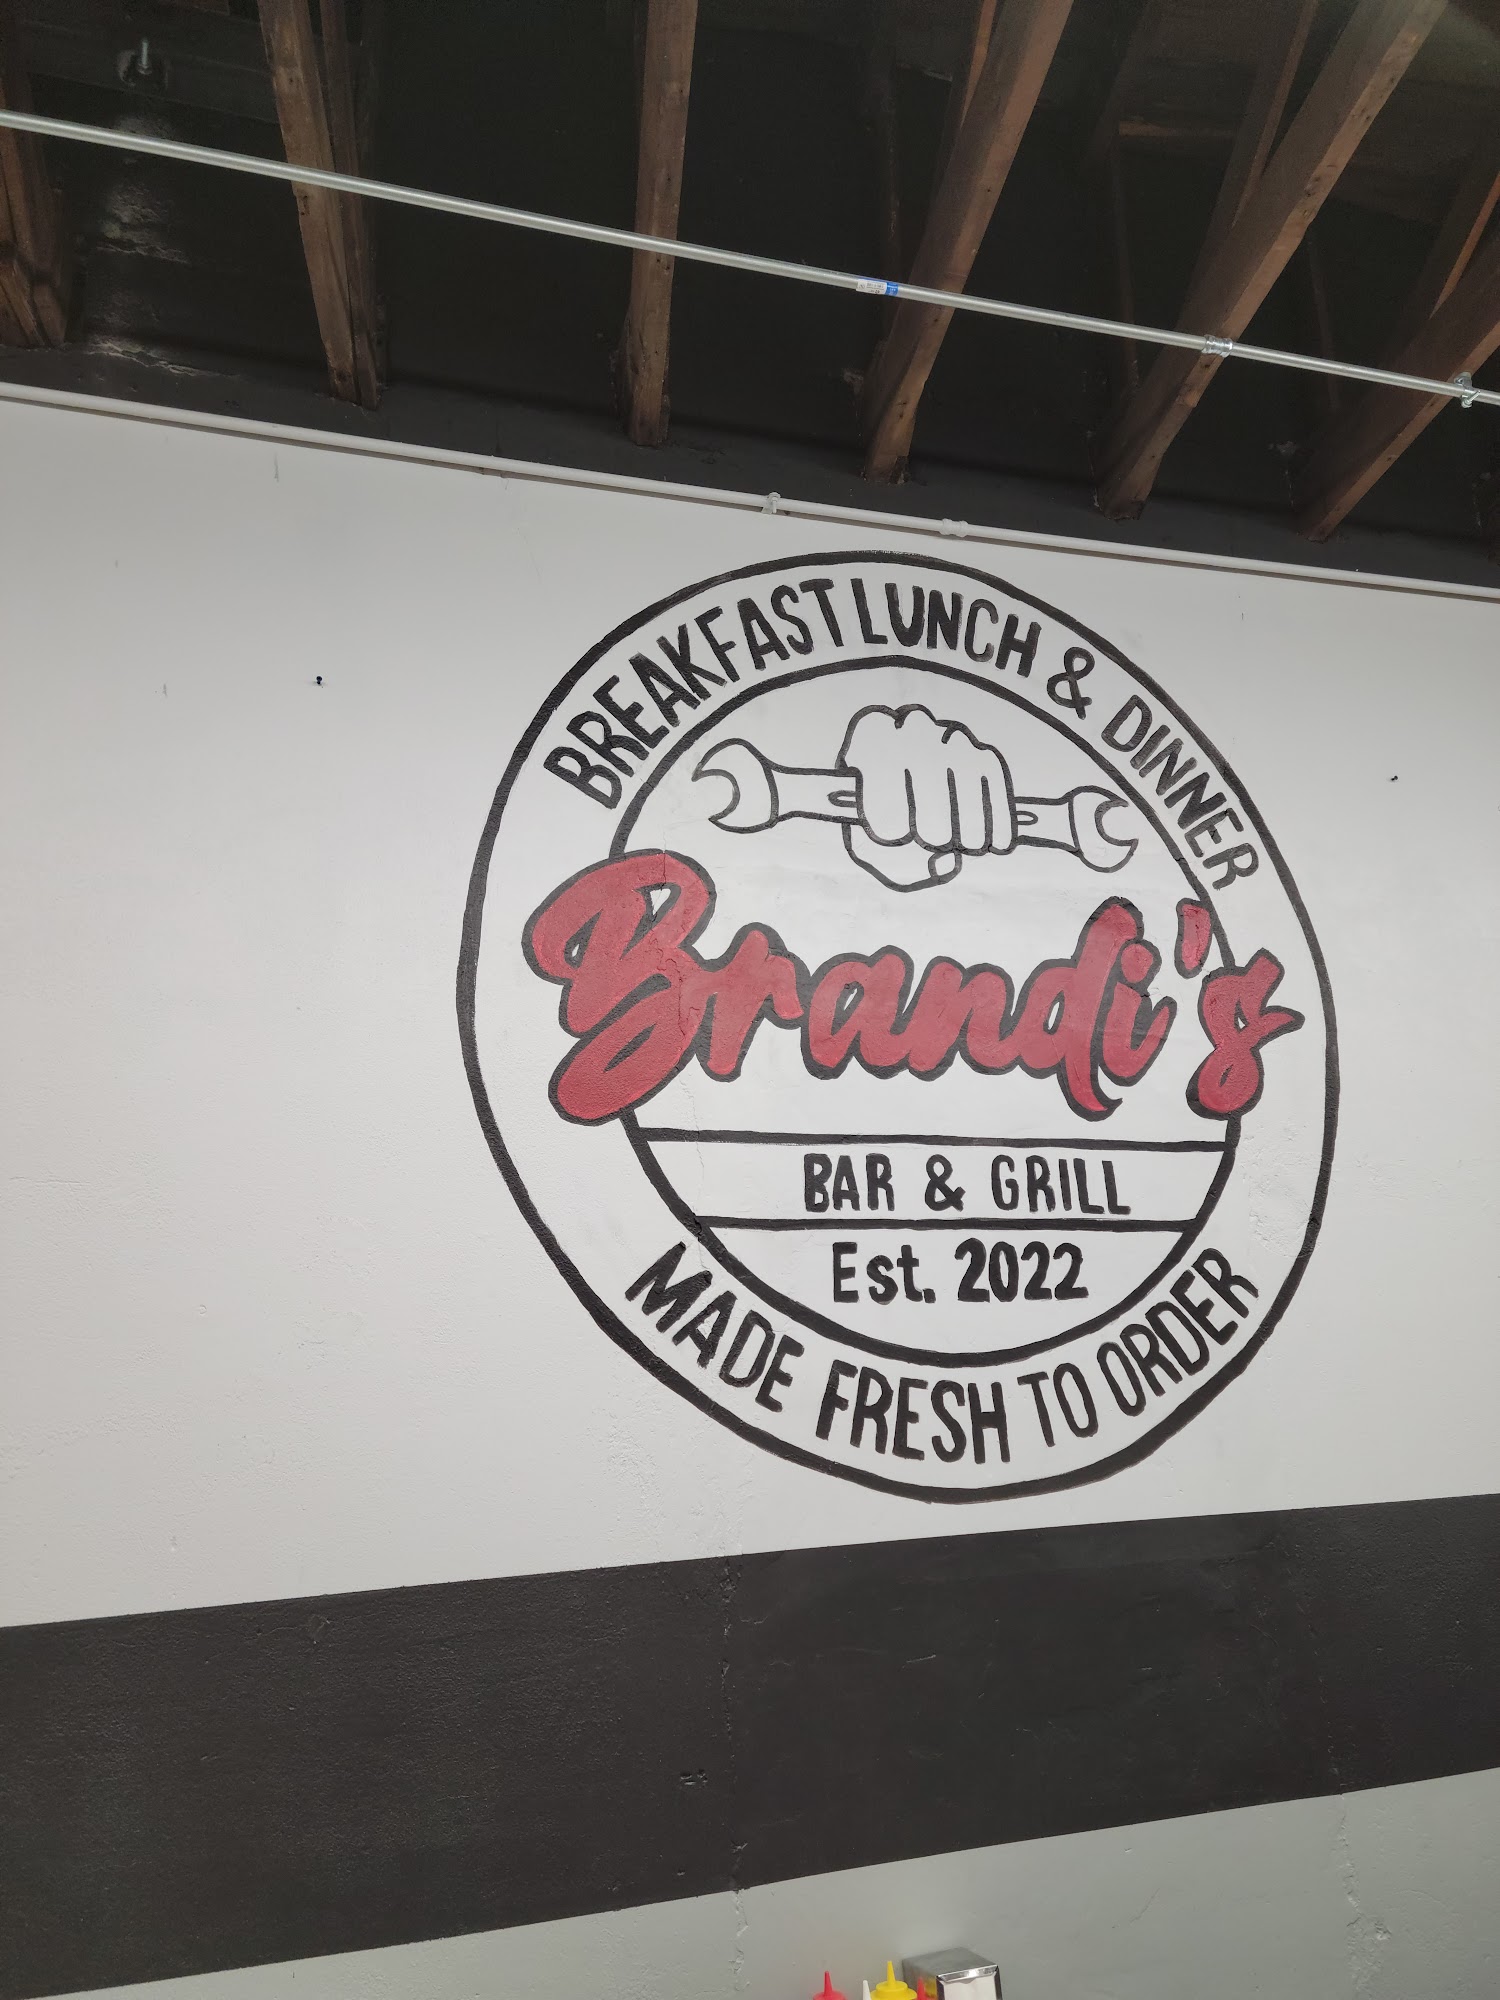 BREAKFAST LUNCH & DINNER
Brandi's
BAR & GRILL
Est. 2022
MADE FRESH TO ORDER